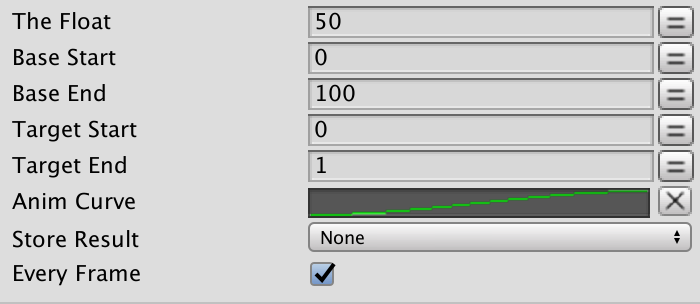 The Float 50
Base Start 0
Base End 100
Target Start 0
Target End 1
Anim Curve
Store Result None
Every Frame